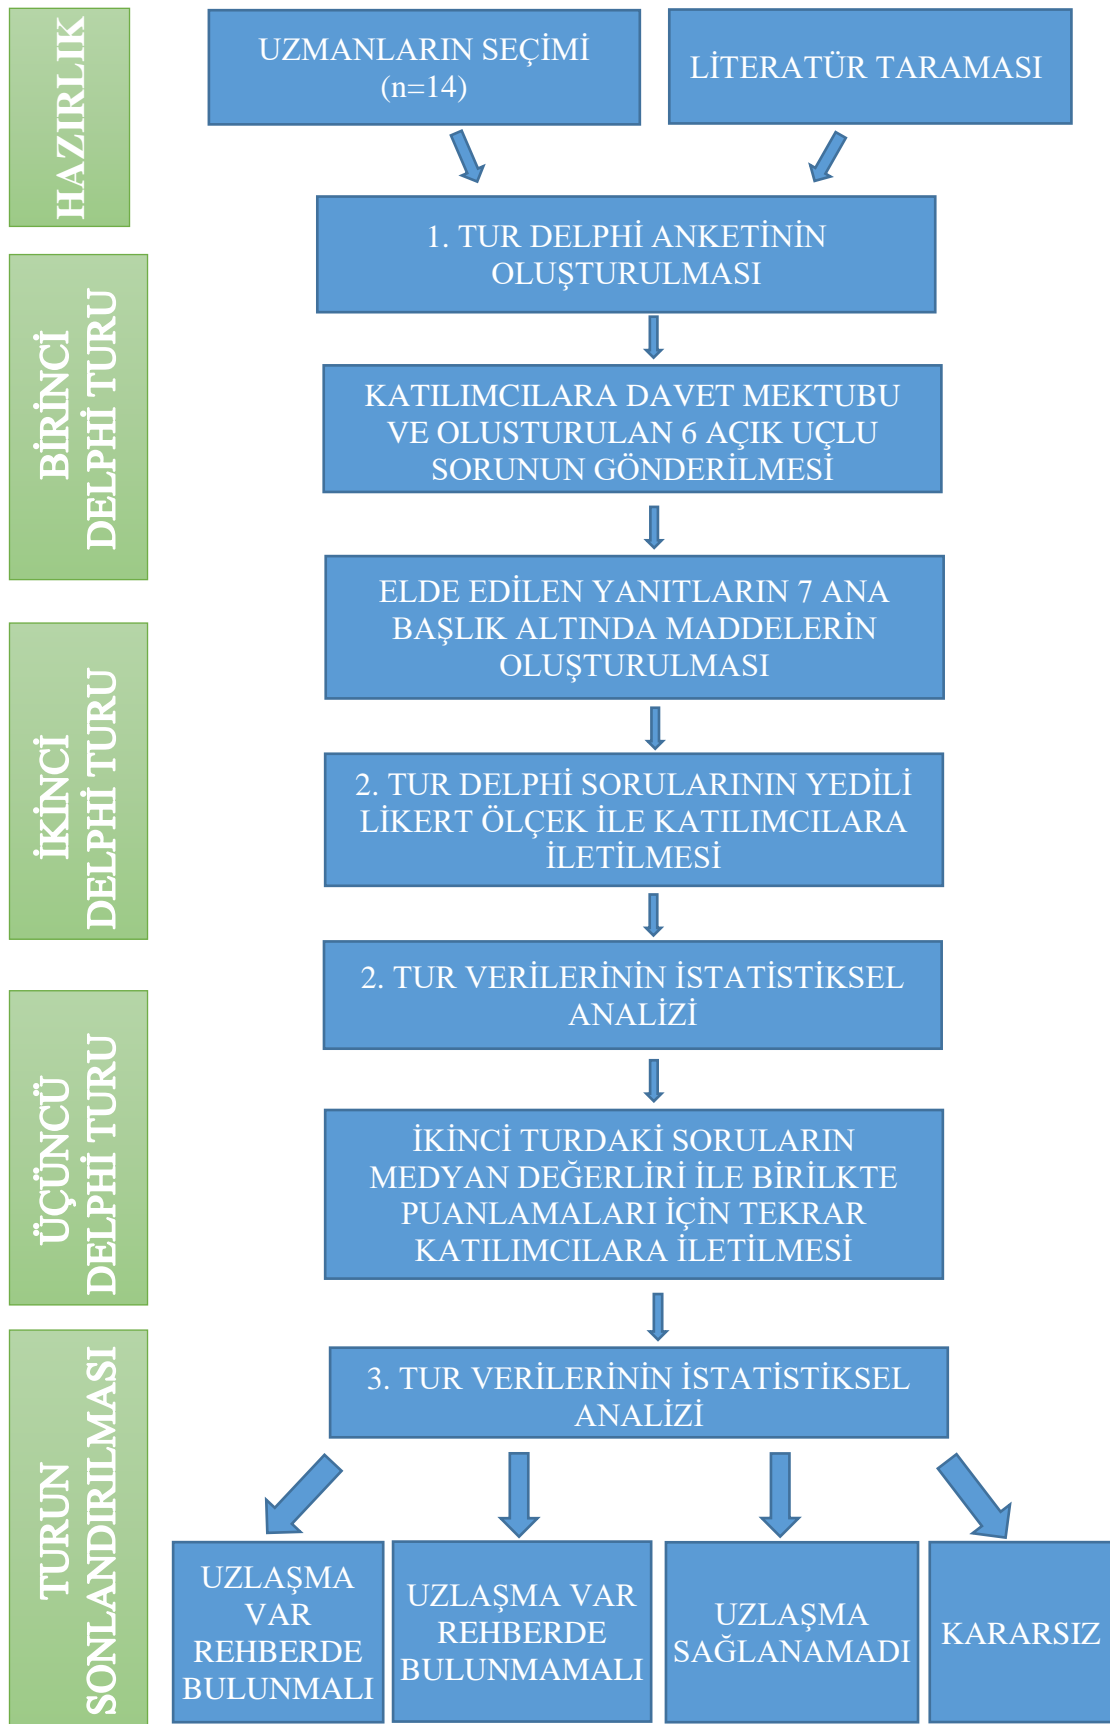 HAZIRLIK
UZMANLARIN SEÇİMİ
(n=14)
LİTERATÜR TARAMASI
1. TUR DELPHİ ANKETİNİN
OLUŞTURULMASI
BİRİNCİ
DELPHİ TURU
KATILIMCILARA DAVET MEKTUBU
VE OLUSTURULAN 6 AÇIK UÇLU
SORUNUN GÖNDERİLMESİ
ELDE EDİLEN YANITLARIN 7 ANA
BAŞLIK ALTINDA MADDELERİN
OLUŞTURULMASI
İKİNCİ
DELPHİ TURU
2. TUR DELPHİ SORULARININ YEDİLİ
LİKERT ÖLÇEK İLE KATILIMCILARA
İLETİLMESİ
2. TUR VERİLERİNİN İSTATİSTİKSEL
ANALİZİ
ÜÇÜNCÜ
DELPHİ TURU
İKİNCİ TURDAKİ SORULARIN
MEDYAN DEĞERLİRİ İLE BİRİLKTE
PUANLAMALARI İÇİN TEKRAR
KATILIMCILARA İLETİLMESİ
TURUN
SONLANDIRILMASI
3. TUR VERİLERİNİN İSTATİSTİKSEL
ANALİZİ
UZLAŞMA
VAR
REHBERDE
BULUNMALI
UZLAŞMA VAR
REHBERDE
BULUNMAMALI
UZLAŞMA
SAĞLANAMADI
KARARSIZ